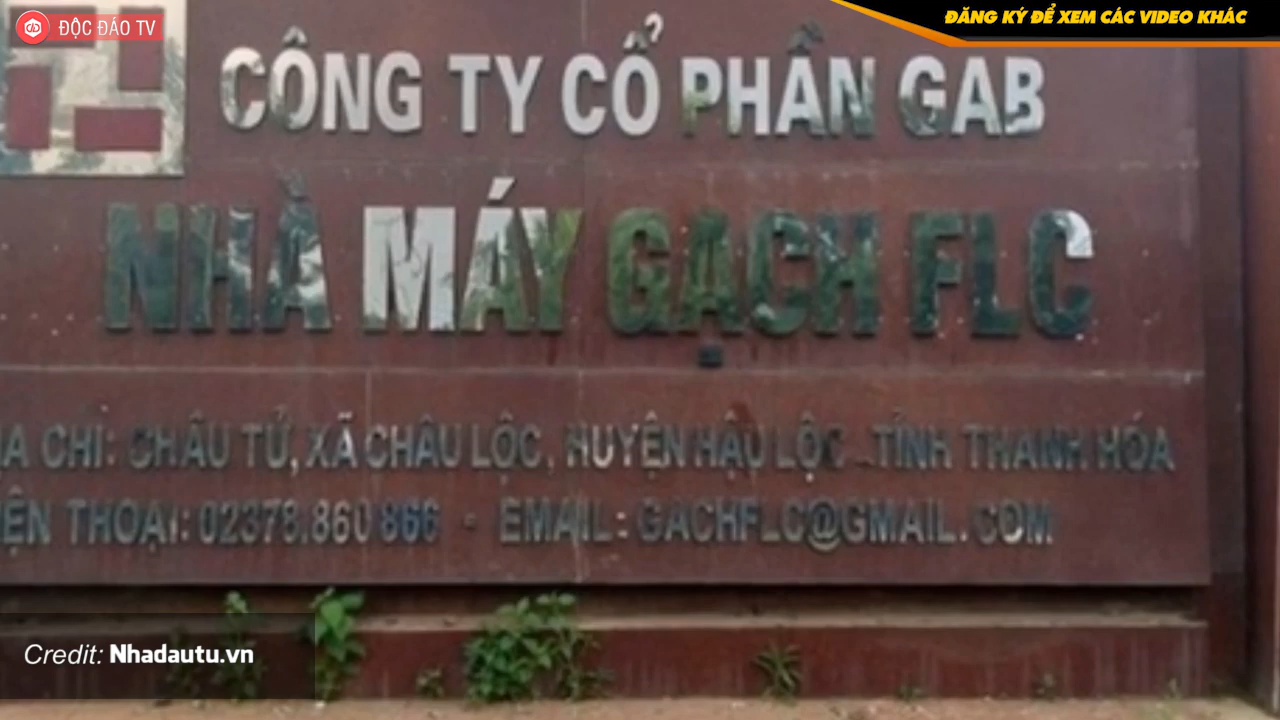 ĐỘC ĐÁO TV
ĐĂNG KÝ ĐỂ XEM CÁC VIDEO KHÁC
CÔNG TY CỔ PHẦN GAB
NHÀ MÁY GẠCH FLC
CHỈ: CHÂU TỬ, XÃ CHÂU LỘC, HUYỆN HẬU LỘC - TỈNH THANH HÓA
THOẠI: 02378.860 866 - EMAIL: GACHFLC@GMAIL.COM
Credit: Nhadautu.vn